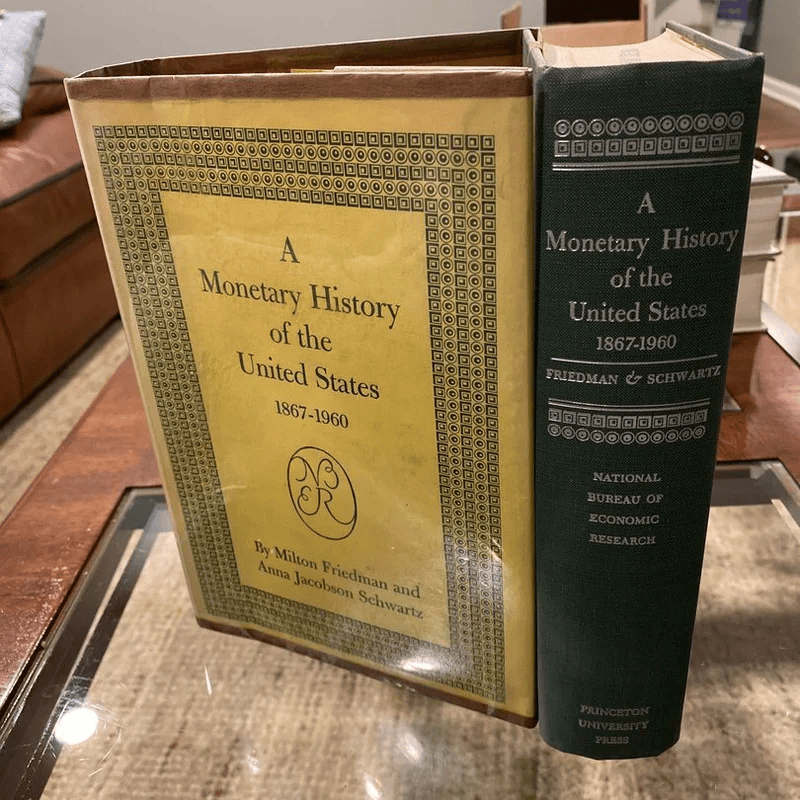 A
Monetary History
of the
United States
1867-1960
NBER
By Milton Friedman and
Anna Jacobson Schwartz
A
Monetary History
of the
United States
1867-1960
FRIEDMAN & SCHWARTZ
NATIONAL
BUREAU OF
ECONOMIC
RESEARCH
PRINCETON
UNIVERSITY
PRESS